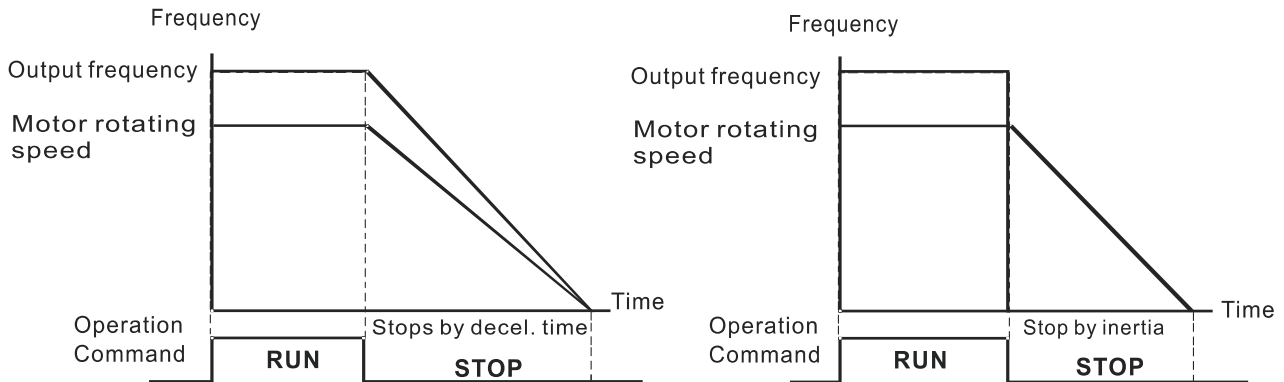 Frequency
Output frequency
Motor rotating
speed
Time
Operation
Command
Stops by decel. time
RUN
STOP
Frequency
Output frequency
Motor rotating
speed
Time
Operation
Command
Stop by inertia
RUN
STOP